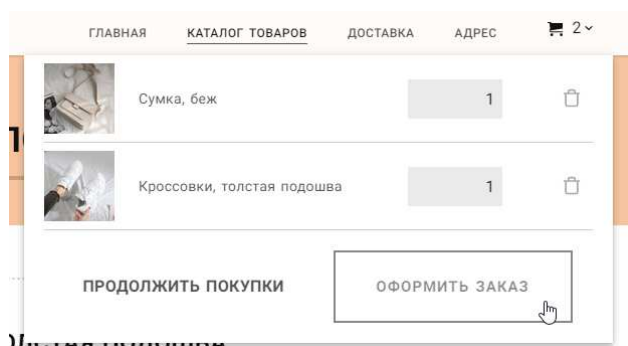 ГЛАВНАЯ КАТАЛОГ ТОВАРОВ ДОСТАВКА АДРЕС 2
Сумка, беж 1
Кроссовки, толстая подошва 1
ПРОДОЛЖИТЬ ПОКУПКИ ОФОРМИТЬ ЗАКАЗ